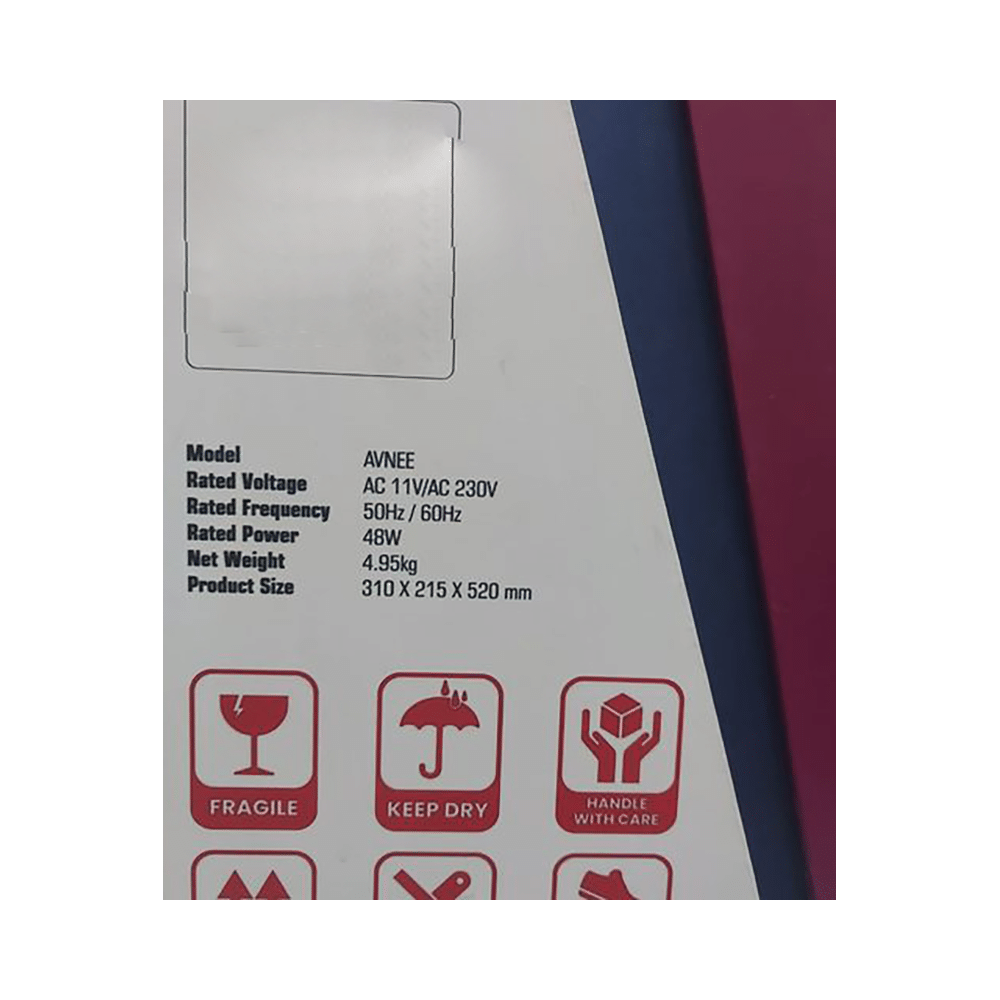 Model AVNEE
Rated Voltage AC 11V/AC 230V
Rated Frequency 50Hz / 60Hz
Rated Power 48W
Net Weight 4.95kg
Product Size 310 X 215 X 520 mm
FRAGILE
KEEP DRY
HANDLE
WITH CARE